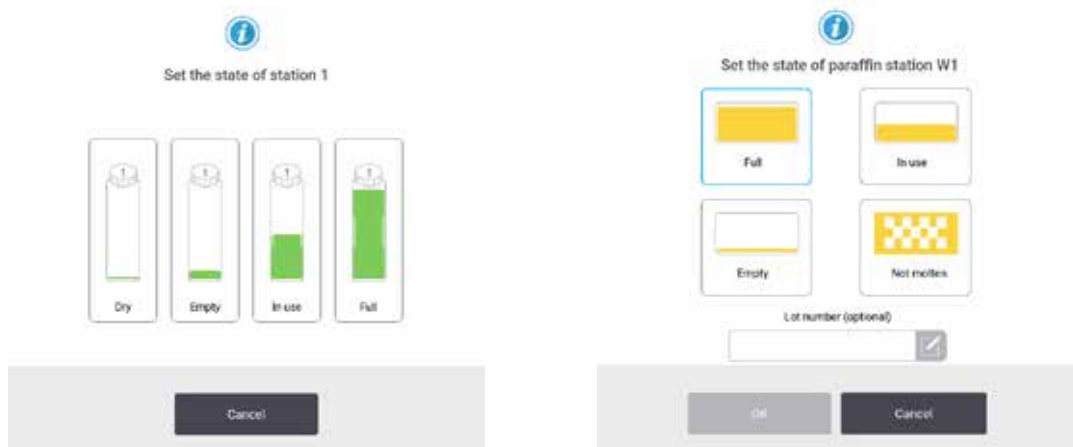 Set the state of station 1
1 1 1 1
Dry Empty In use Full
Cancel
Set the state of paraffin station W1
Full In use
Empty Not molten
Lot number (optional)
OK Cancel